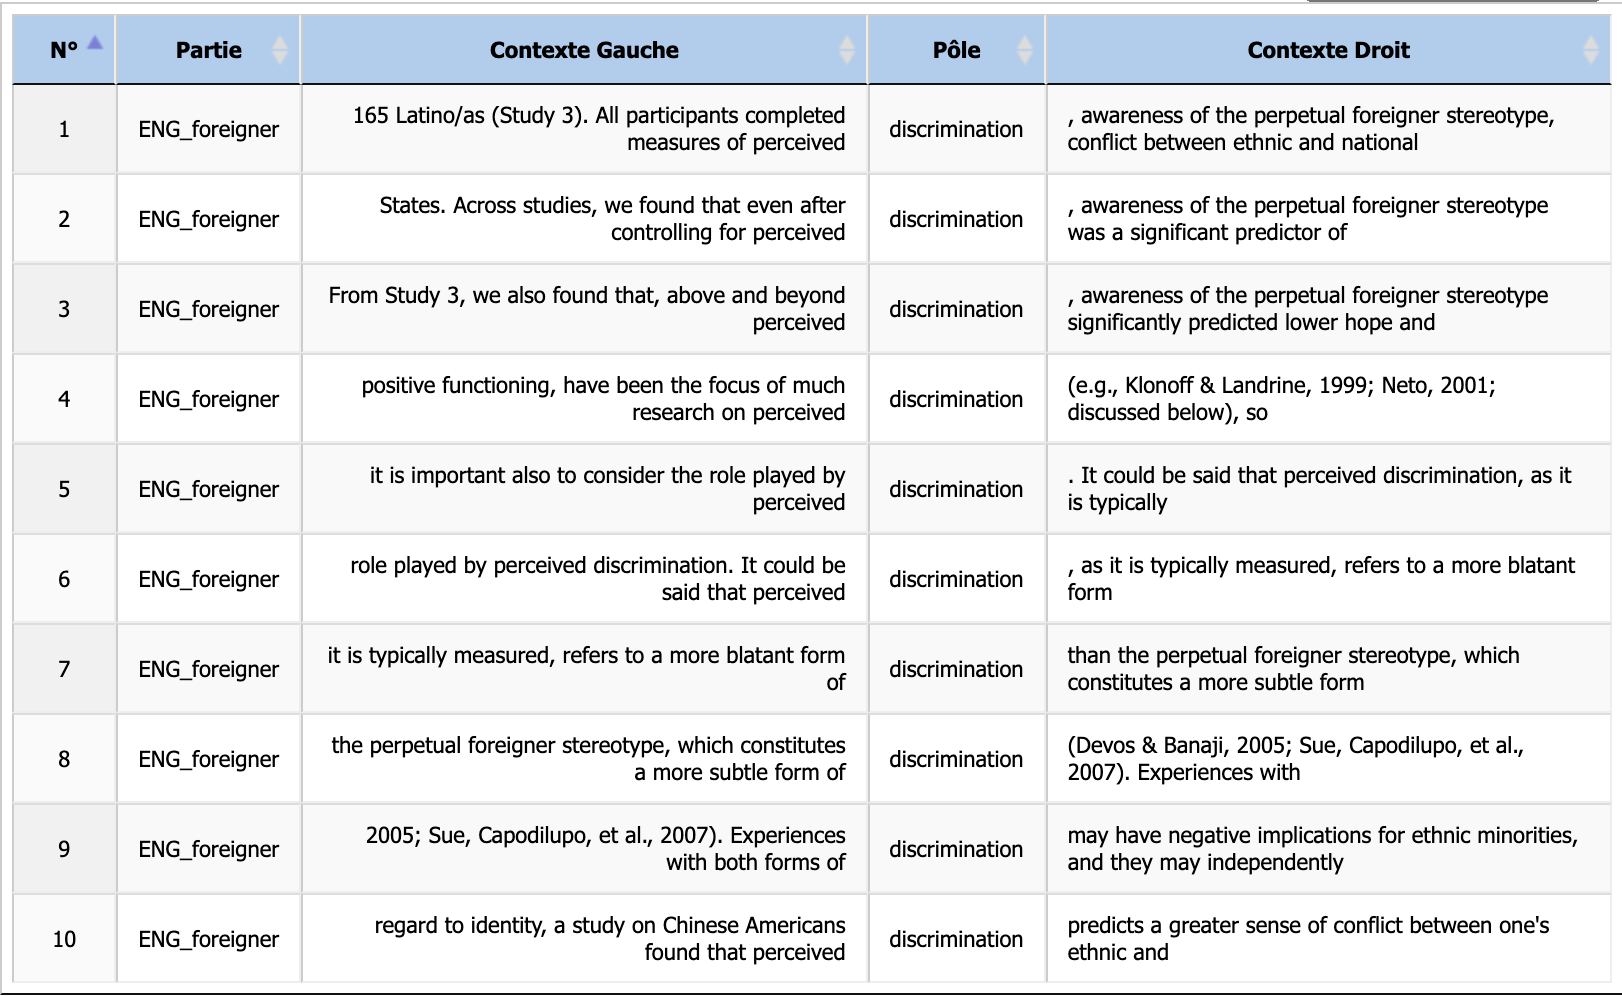 N° Partie Contexte Gauche Pôle Contexte Droit
1 ENG_foreigner 165 Latino/as (Study 3). All participants completed measures of perceived discrimination , awareness of the perpetual foreigner stereotype, conflict between ethnic and national
2 ENG_foreigner States. Across studies, we found that even after controlling for perceived discrimination , awareness of the perpetual foreigner stereotype was a significant predictor of
3 ENG_foreigner From Study 3, we also found that, above and beyond perceived discrimination , awareness of the perpetual foreigner stereotype significantly predicted lower hope and
4 ENG_foreigner positive functioning, have been the focus of much research on perceived discrimination (e.g., Klonoff & Landrine, 1999; Neto, 2001; discussed below), so
5 ENG_foreigner it is important also to consider the role played by perceived discrimination . It could be said that perceived discrimination, as it is typically
6 ENG_foreigner role played by perceived discrimination. It could be said that perceived discrimination , as it is typically measured, refers to a more blatant form
7 ENG_foreigner it is typically measured, refers to a more blatant form of discrimination than the perpetual foreigner stereotype, which constitutes a more subtle form
8 ENG_foreigner the perpetual foreigner stereotype, which constitutes a more subtle form of discrimination (Devos & Banaji, 2005; Sue, Capodilupo, et al., 2007). Experiences with
9 ENG_foreigner 2005; Sue, Capodilupo, et al., 2007). Experiences with both forms of discrimination may have negative implications for ethnic minorities, and they may independently
10 ENG_foreigner regard to identity, a study on Chinese Americans found that perceived discrimination predicts a greater sense of conflict between one's ethnic and